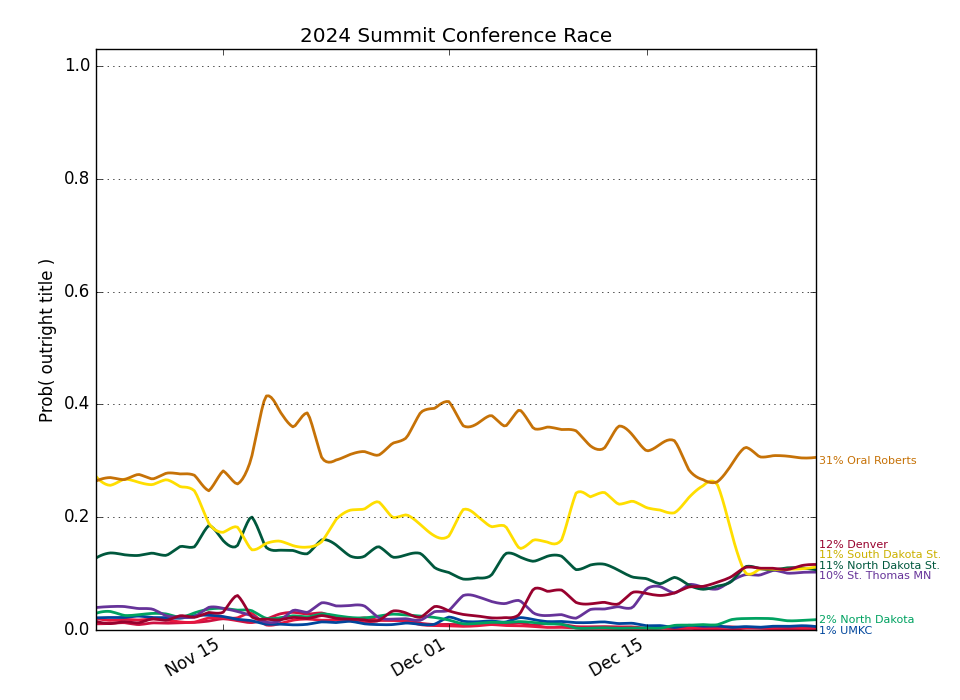 2024 Summit Conference Race
Prob( outright title )
1.0
0.8
0.6
0.4
0.2
0.0
Nov 15
Dec 01
Dec 15
31% Oral Roberts
12% Denver
11% South Dakota St.
11% North Dakota St.
10% St. Thomas MN
2% North Dakota
1% UMKC